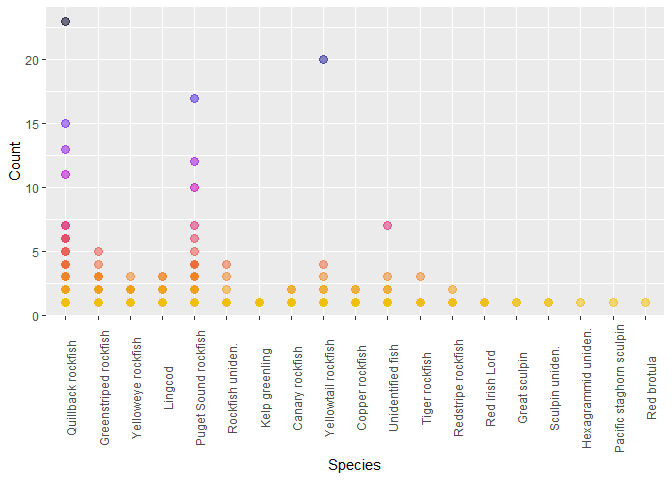 20
15
10
5
0
Count
Quillback rockfish
Greenstriped rockfish
Yelloweye rockfish
Lingcod
Puget Sound rockfish
Rockfish uniden.
Kelp greenling
Canary rockfish
Yellowtail rockfish
Copper rockfish
Unidentified fish
Tiger rockfish
Redstripe rockfish
Red Irish Lord
Great sculpin
Sculpin uniden.
Hexagrammid uniden.
Pacific staghorn sculpin
Red brotula
Species